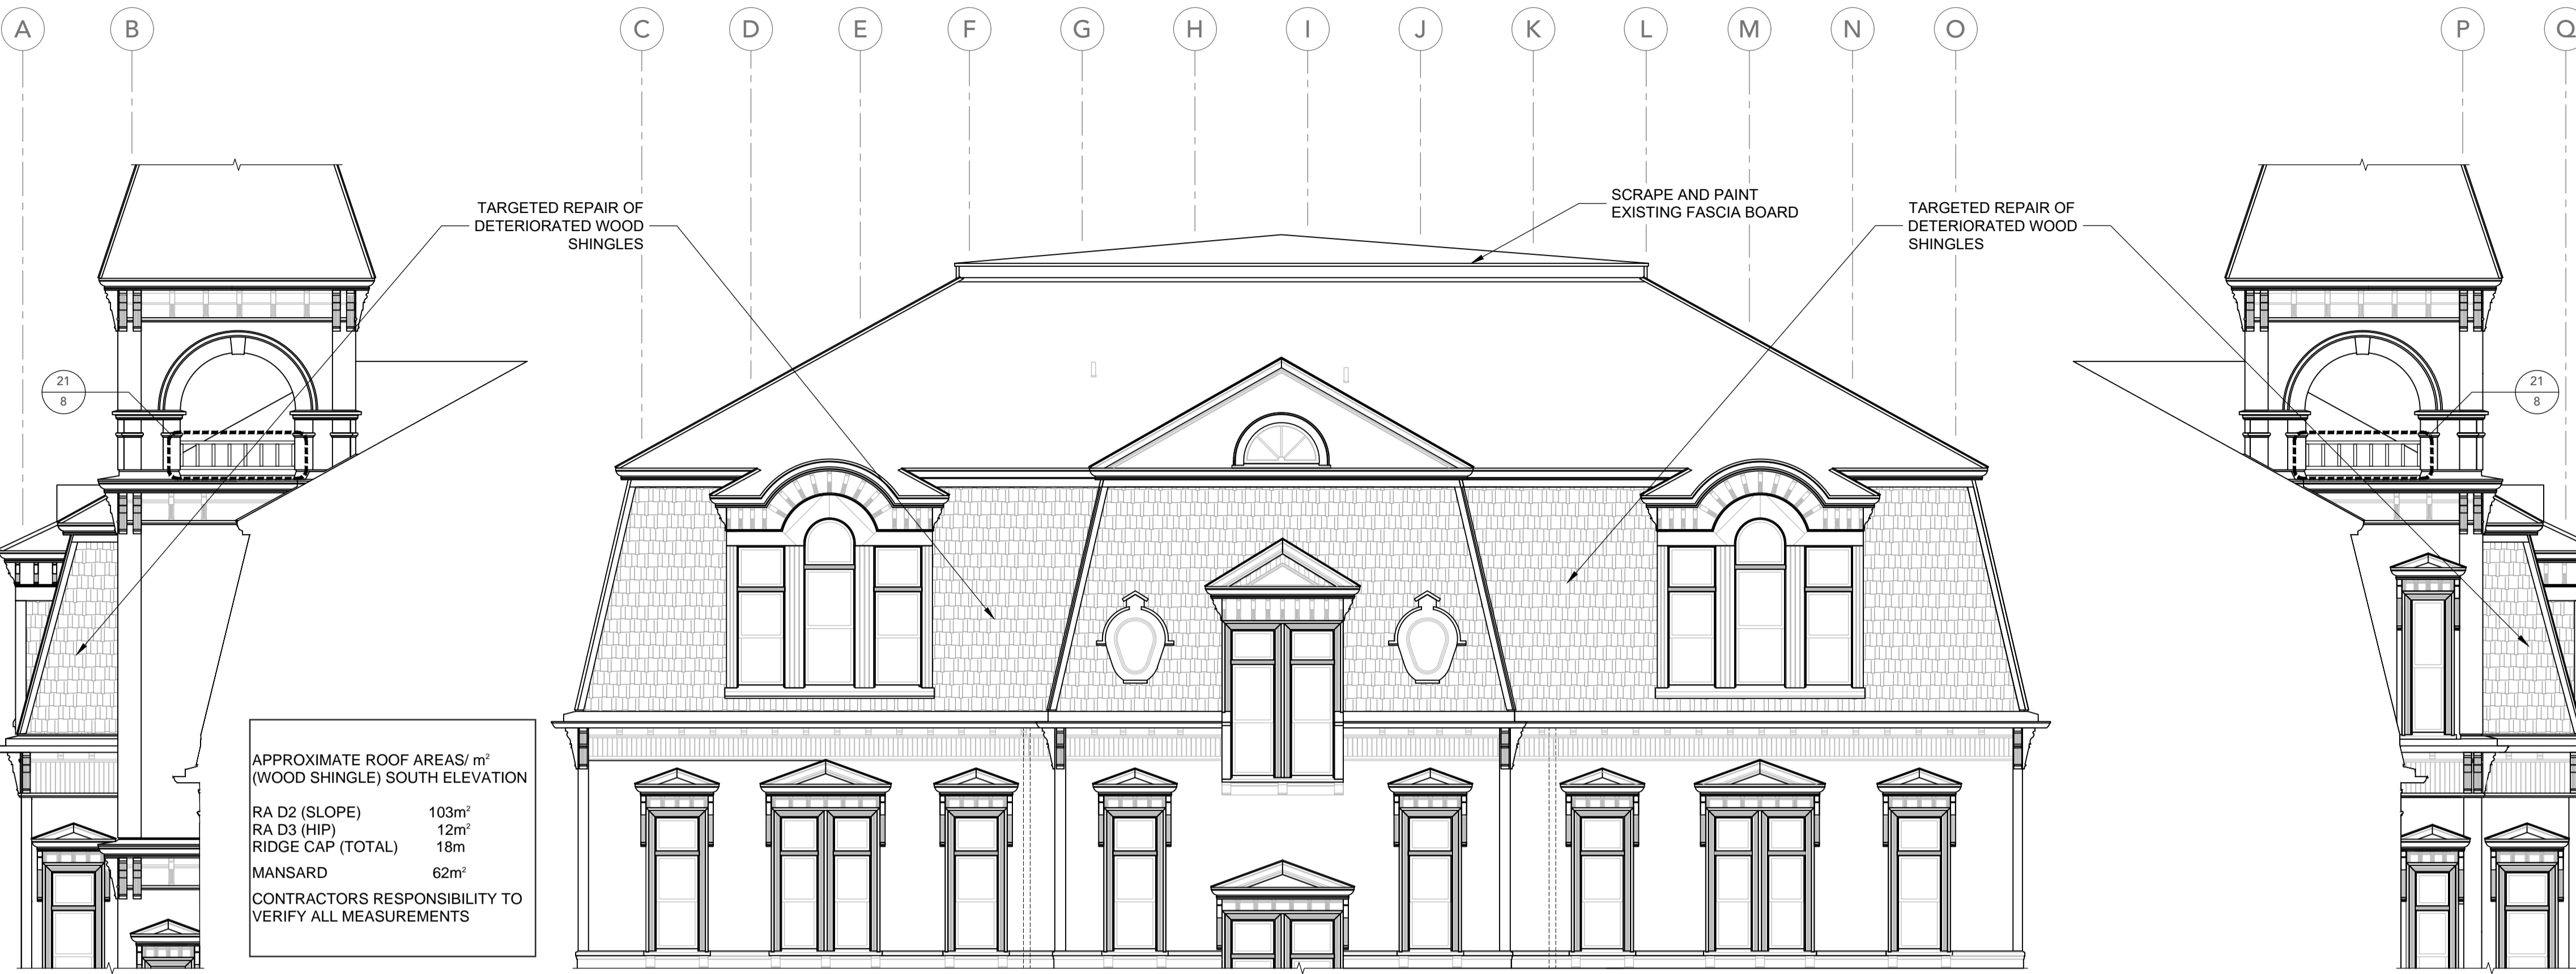 A
B
C
D
E
F
G
H
I
J
K
L
M
N
O
P
Q
TARGETED REPAIR OF
DETERIORATED WOOD
SHINGLES
SCRAPE AND PAINT
EXISTING FASCIA BOARD
TARGETED REPAIR OF
DETERIORATED WOOD
SHINGLES
21
8
21
8
APPROXIMATE ROOF AREAS/ m²
(WOOD SHINGLE) SOUTH ELEVATION
RA D2 (SLOPE) 103m²
RA D3 (HIP) 12m²
RIDGE CAP (TOTAL) 18m
MANSARD 62m²
CONTRACTORS RESPONSIBILITY TO
VERIFY ALL MEASUREMENTS